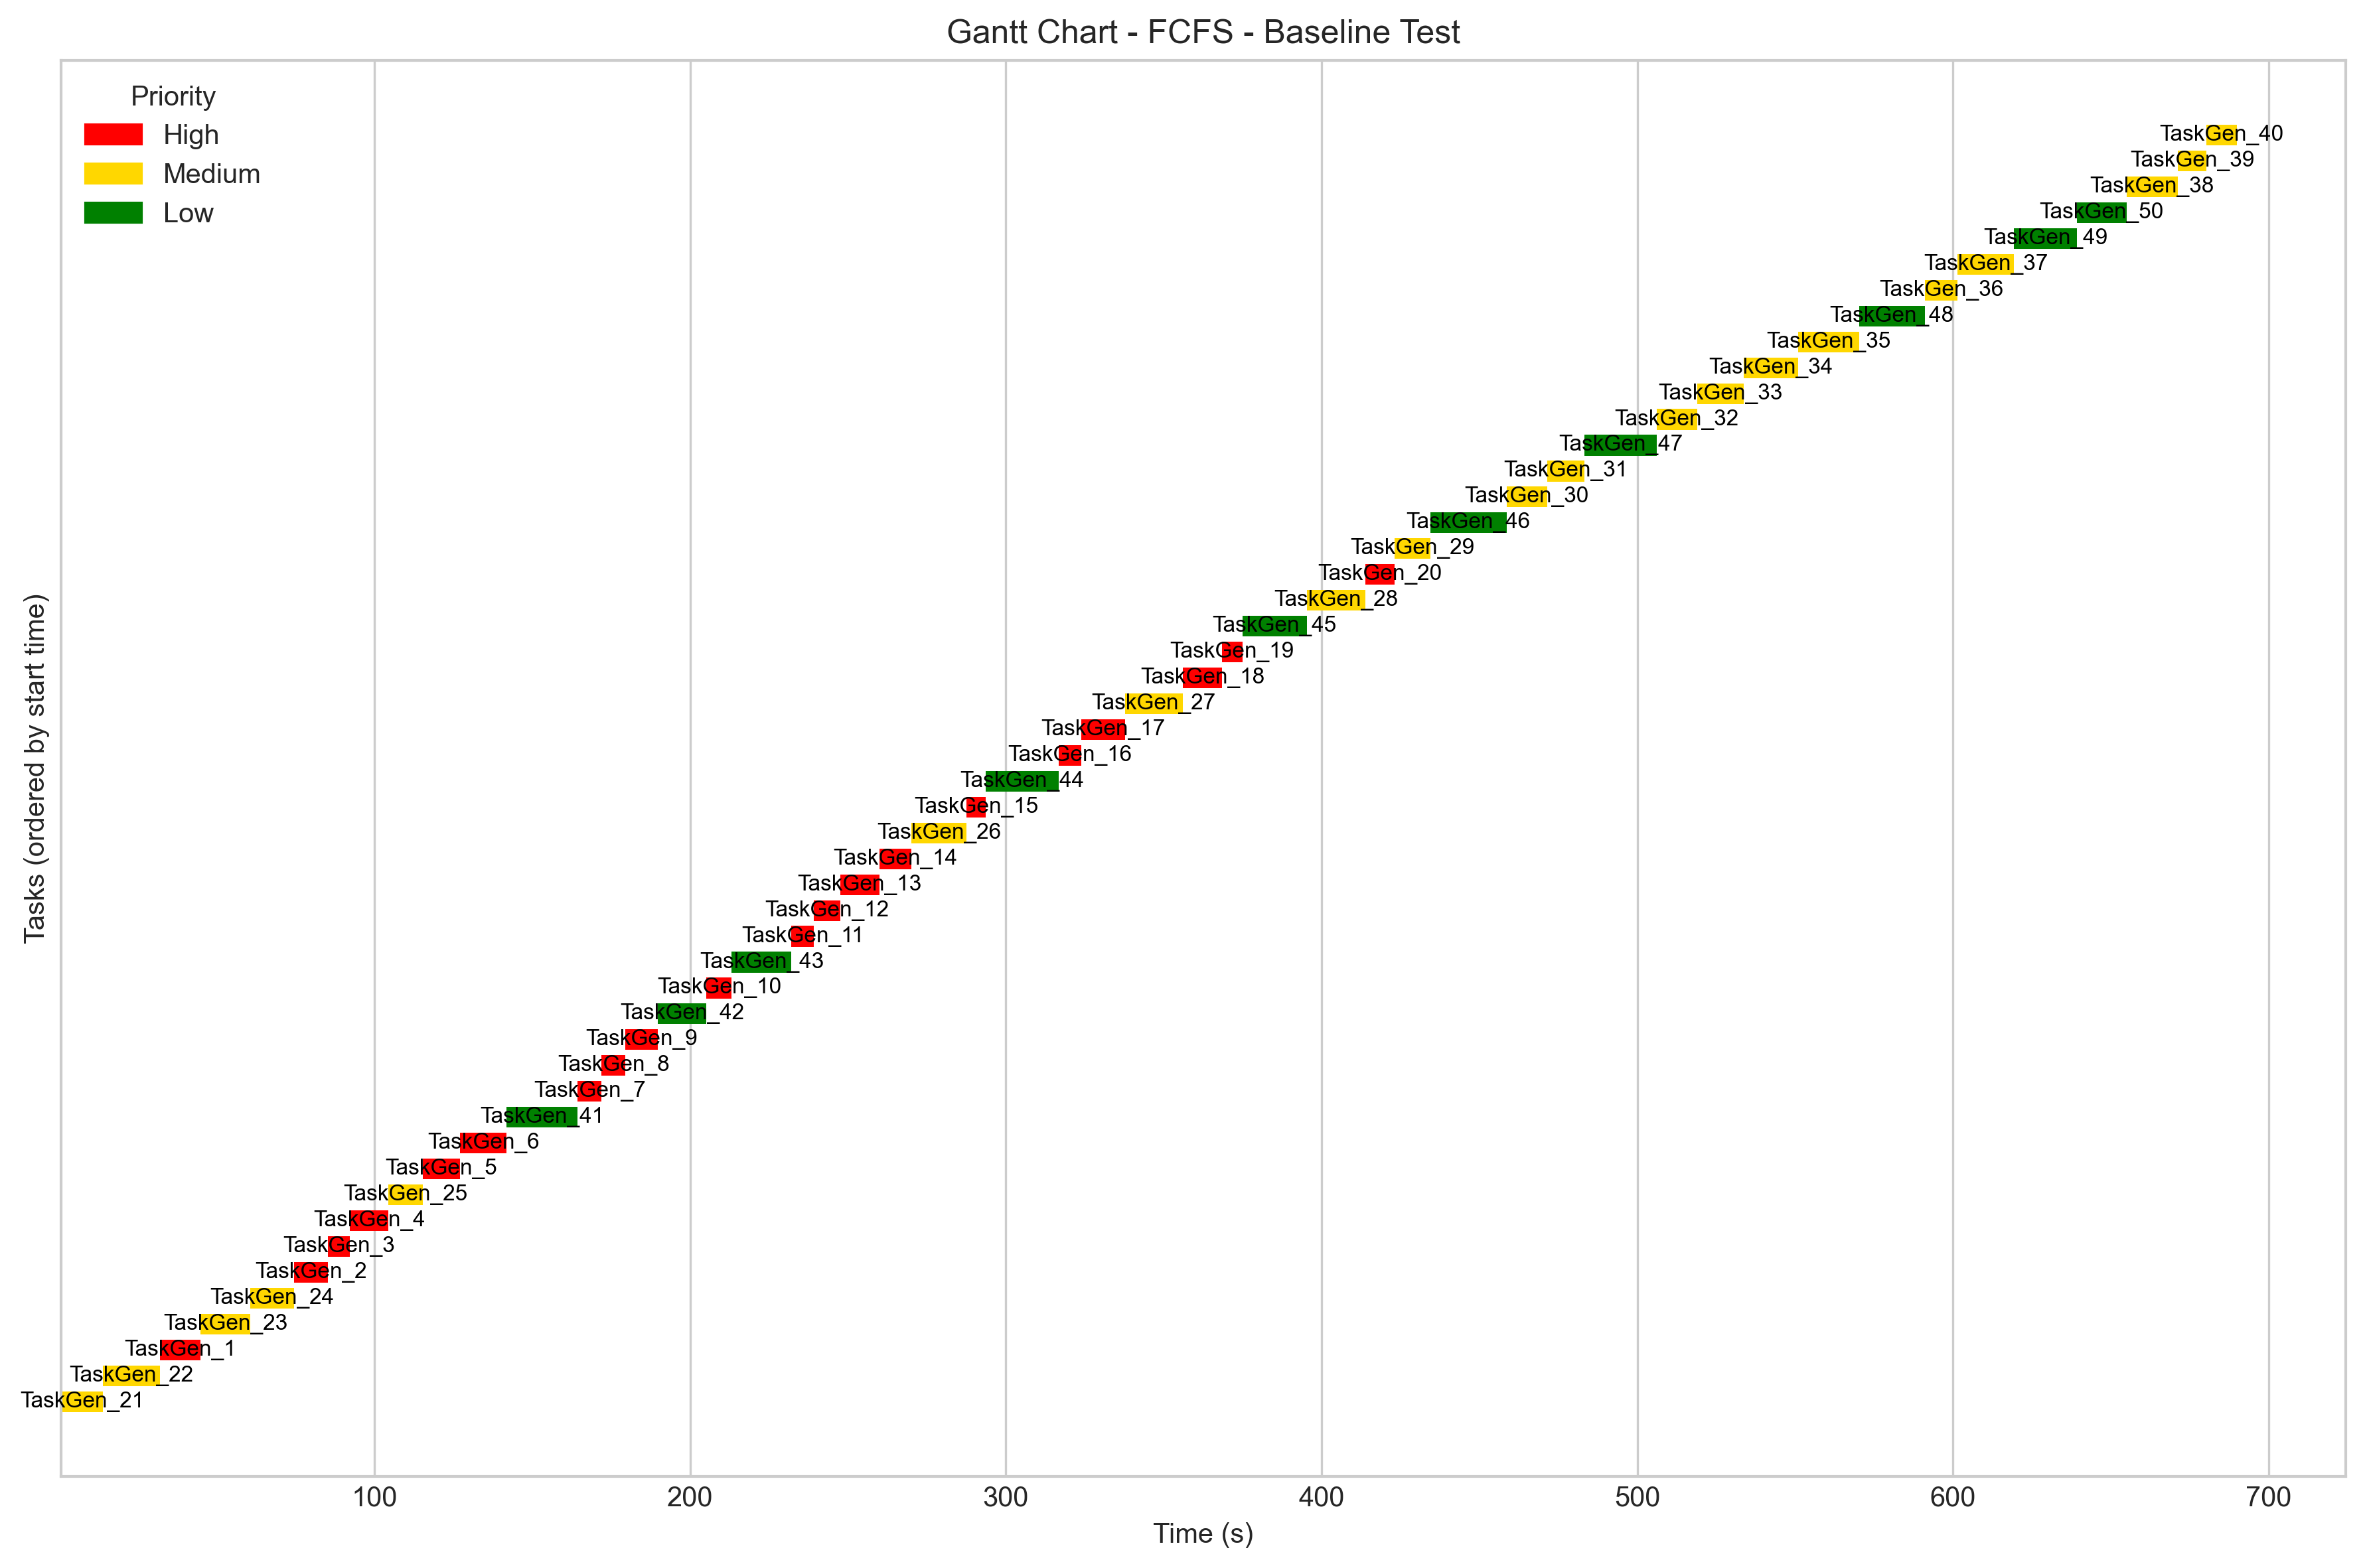 Gantt Chart - FCFS - Baseline Test
Priority
High
Medium
Low
TaskGen_40
TaskGen_39
TaskGen_38
TaskGen_50
TaskGen_49
TaskGen_37
TaskGen_36
TaskGen_48
TaskGen_35
TaskGen_34
TaskGen_33
TaskGen_32
TaskGen_47
TaskGen_31
TaskGen_30
TaskGen_46
TaskGen_29
TaskGen_20
TaskGen_28
TaskGen_45
TaskGen_19
TaskGen_18
TaskGen_27
TaskGen_17
TaskGen_16
TaskGen_44
TaskGen_15
TaskGen_26
TaskGen_14
TaskGen_13
TaskGen_12
TaskGen_11
TaskGen_43
TaskGen_10
TaskGen_42
TaskGen_9
TaskGen_8
TaskGen_7
TaskGen_41
TaskGen_6
TaskGen_5
TaskGen_25
TaskGen_4
TaskGen_3
TaskGen_2
TaskGen_24
TaskGen_23
TaskGen_1
TaskGen_22
TaskGen_21
Tasks (ordered by start time)
100 200 300 400 500 600 700
Time (s)